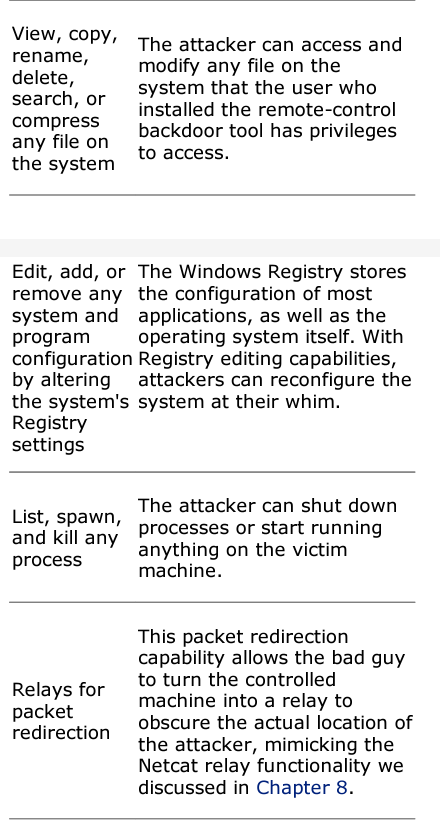 View, copy,
rename,
delete,
search, or
compress
any file on
the system
The attacker can access and
modify any file on the
system that the user who
installed the remote-control
backdoor tool has privileges
to access.
Edit, add, or
remove any
system and
program
configuration
by altering
the system's
Registry
settings
The Windows Registry stores
the configuration of most
applications, as well as the
operating system itself. With
Registry editing capabilities,
attackers can reconfigure the
system at their whim.
List, spawn,
and kill any
process
The attacker can shut down
processes or start running
anything on the victim
machine.
Relays for
packet
redirection
This packet redirection
capability allows the bad guy
to turn the controlled
machine into a relay to
obscure the actual location of
the attacker, mimicking the
Netcat relay functionality we
discussed in Chapter 8.